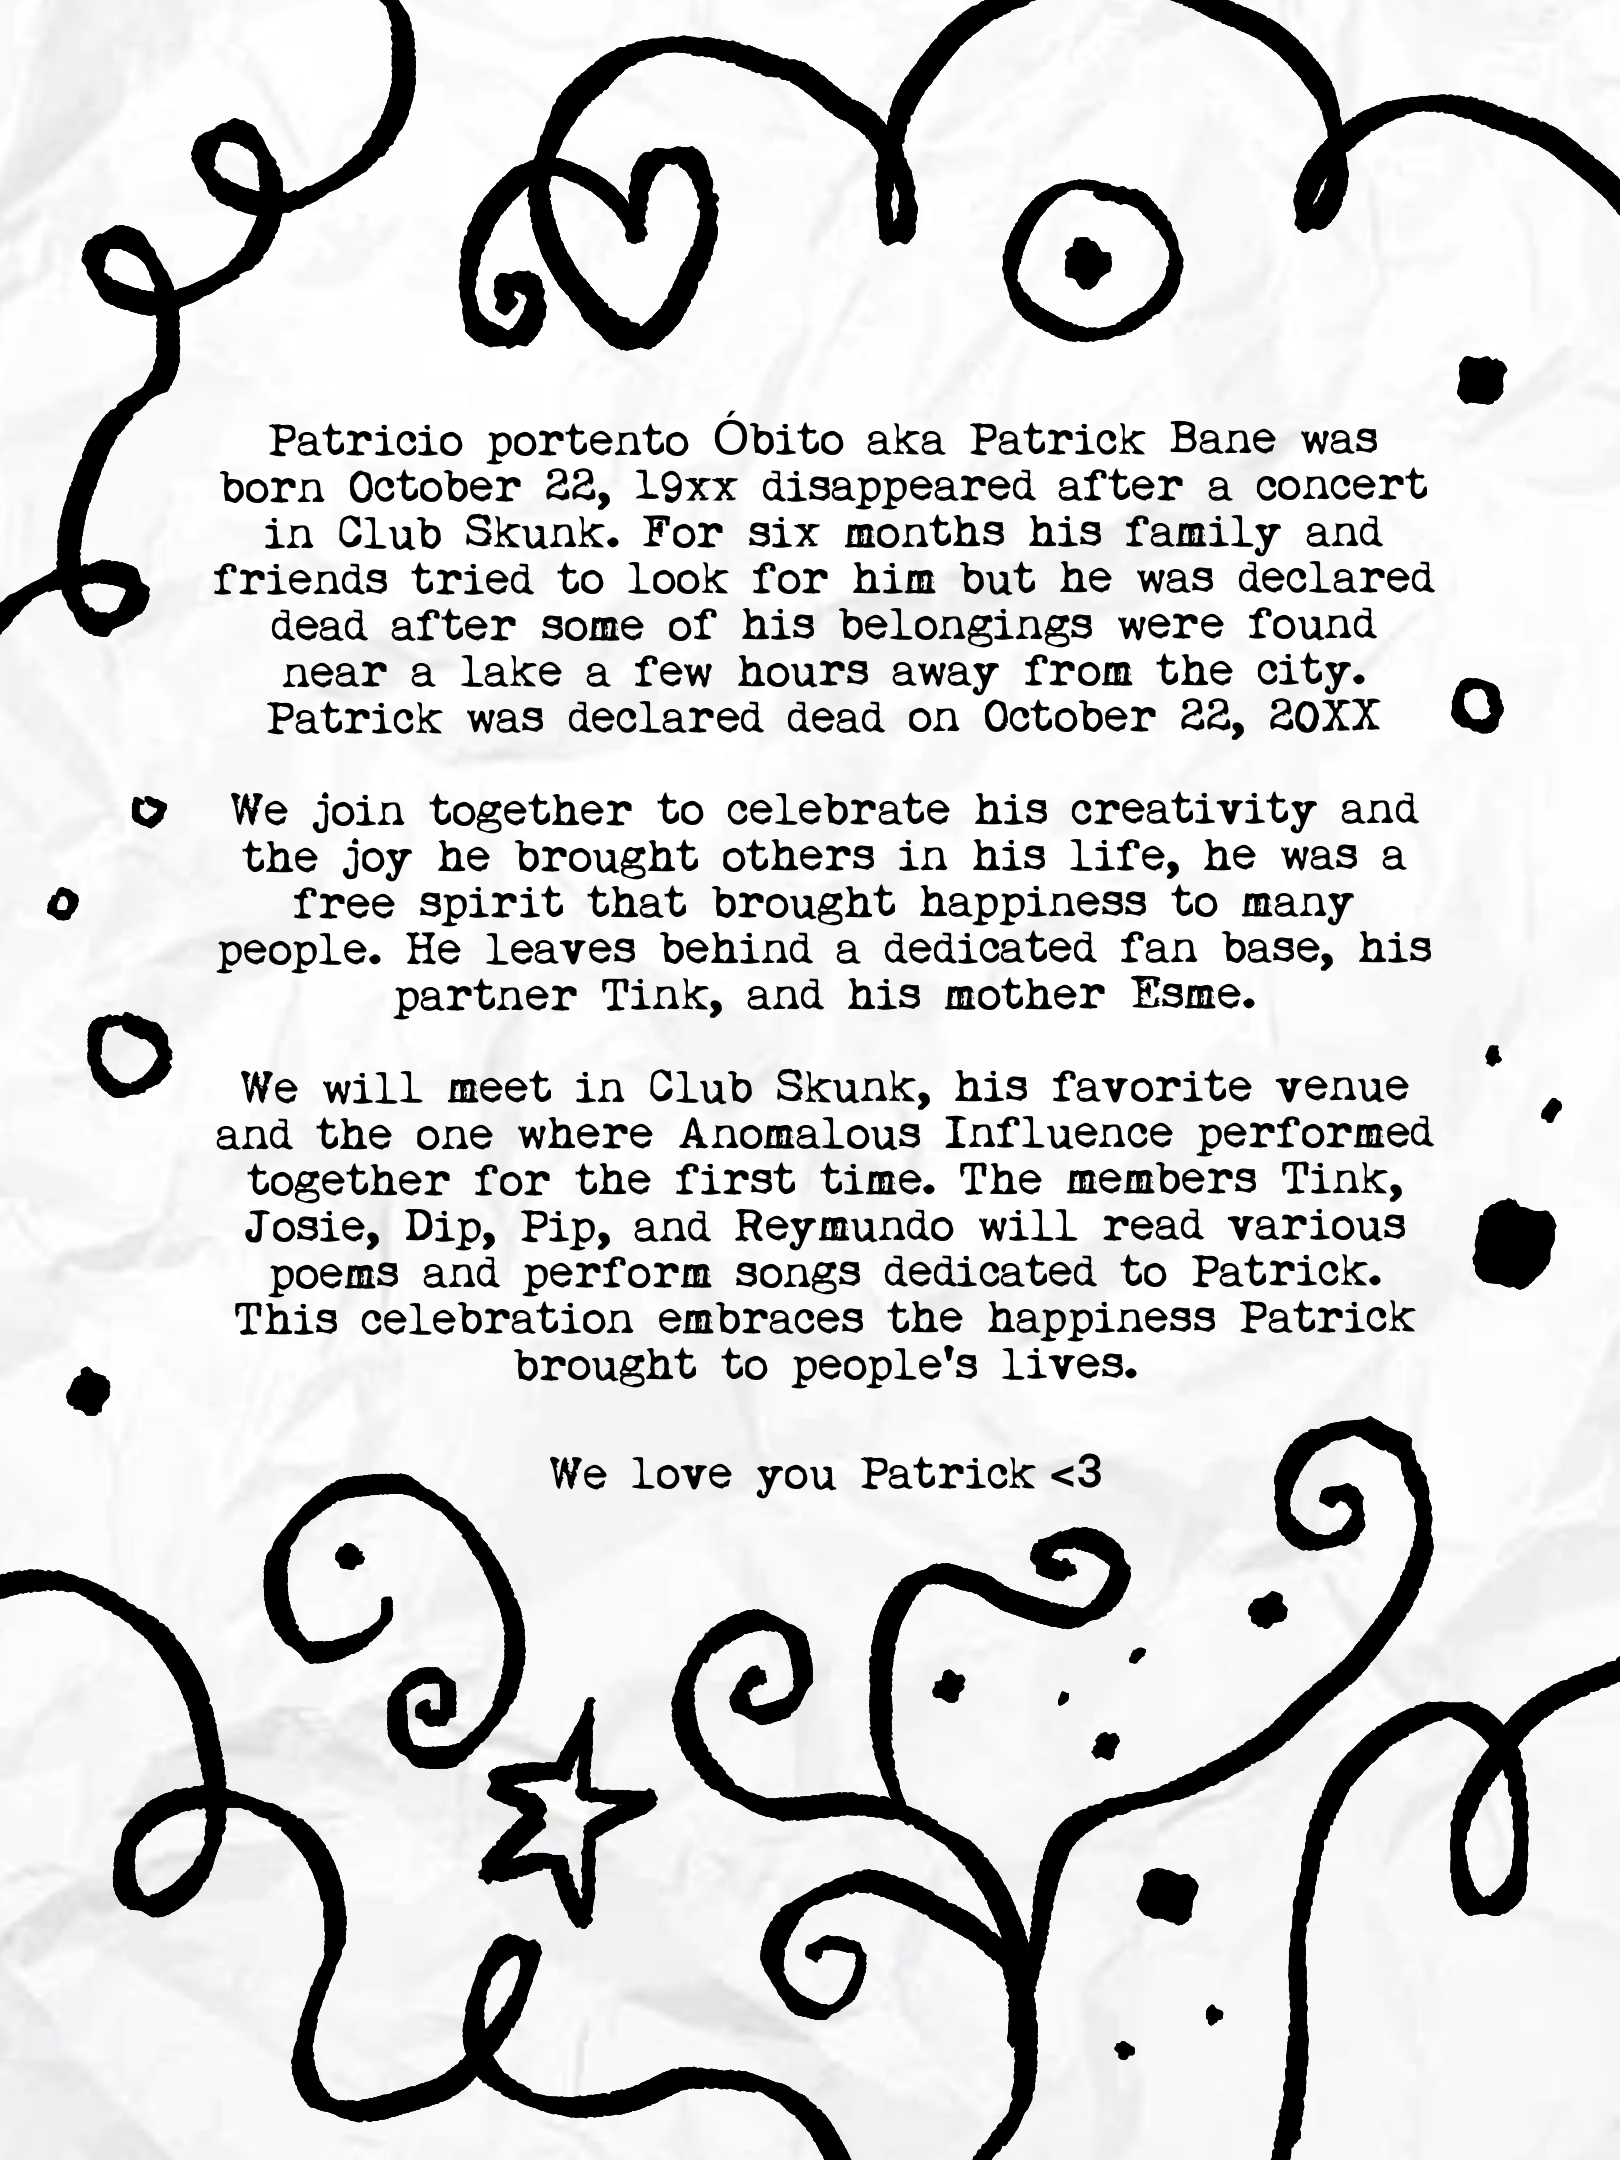 Patricio portento Óbito aka Patrick Bane was
born October 22, 19xx disappeared after a concert
in Club Skunk. For six months his family and
friends tried to look for him but he was declared
dead after some of his belongings were found
near a lake a few hours away from the city.
Patrick was declared dead on October 22, 20XX
We join together to celebrate his creativity and
the joy he brought others in his life, he was a
free spirit that brought happiness to many
people. He leaves behind a dedicated fan base, his
partner Tink, and his mother Esme.
We will meet in Club Skunk, his favorite venue
and the one where Anomalous Influence performed
together for the first time. The members Tink,
Josie, Dip, Pip, and Reymundo will read various
poems and perform songs dedicated to Patrick.
This celebration embraces the happiness Patrick
brought to people's lives.
We love you Patrick <3